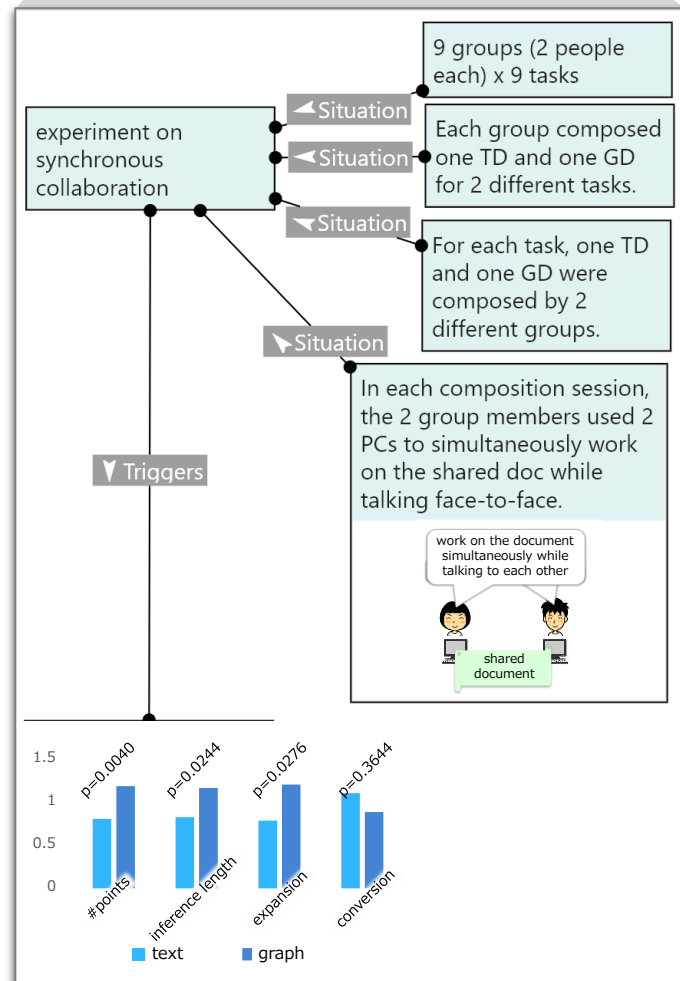 9 groups (2 people
each) x 9 tasks
Situation
experiment on
synchronous
collaboration
Situation
Each group composed
one TD and one GD
for 2 different tasks.
Situation
For each task, one TD
and one GD were
composed by 2
different groups.
Situation
In each composition session,
the 2 group members used 2
PCs to simultaneously work
on the shared doc while
talking face-to-face.
Triggers
work on the document
simultaneously while
talking to each other
shared
document
1.5
1
0.5
0
p=0.0040
p=0.0244
p=0.0276
p=0.3644
#points
inference length
expansion
conversion
text
graph